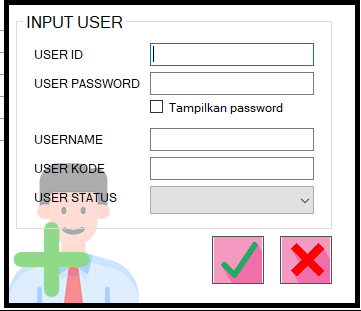 INPUT USER
USER ID
USER PASSWORD
Tampilkan password
USERNAME
USER KODE
USER STATUS